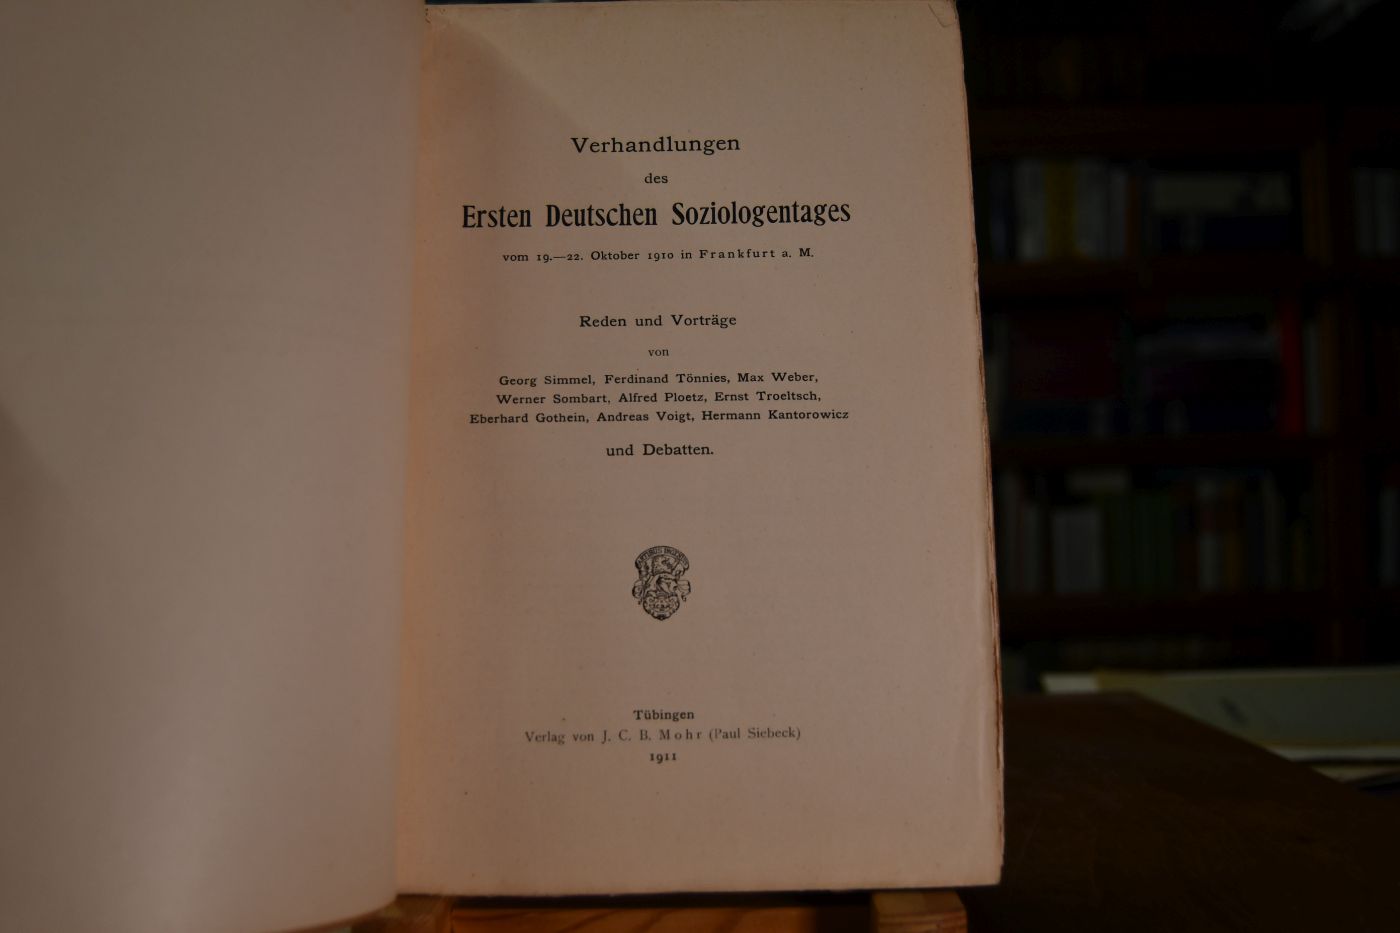 Verhandlungen
des
Ersten Deutschen Soziologentages
vom 19.—22. Oktober 1910 in Frankfurt a. M.
Reden und Vorträge
von
Georg Simmel, Ferdinand Tönnies, Max Weber,
Werner Sombart, Alfred Ploetz, Ernst Troeltsch,
Eberhard Gothein, Andreas Voigt, Hermann Kantorowicz
und Debatten.
Tübingen
Verlag von J. C. B. Mohr (Paul Siebeck)
1911